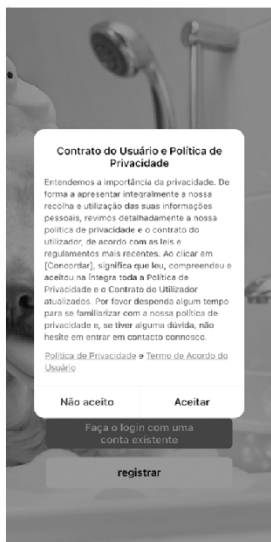 Contrato do Usuário e Política de
Privacidade
Entendemos a importância da privacidade. De
forma a apresentar integralmente a nossa
recolha e utilização das suas informações
pessoais, revimos detalhadamente a nossa
política de privacidade e o contrato do
utilizador, de acordo com as leis e
regulamentos mais recentes. Ao clicar em
[Concordar], significa que leu, compreendeu e
aceitou na íntegra toda a Política de
Privacidade e o Contrato do Utilizador
atualizados. Por favor despenda algum tempo
para se familiarizar com a nossa política de
privacidade e, se tiver alguma dúvida, não
hesite em entrar em contacto connosco.
Política de Privacidade e Termo de Acordo do
Usuário
Não aceito Aceitar
Faça o login com uma
conta existente
registrar